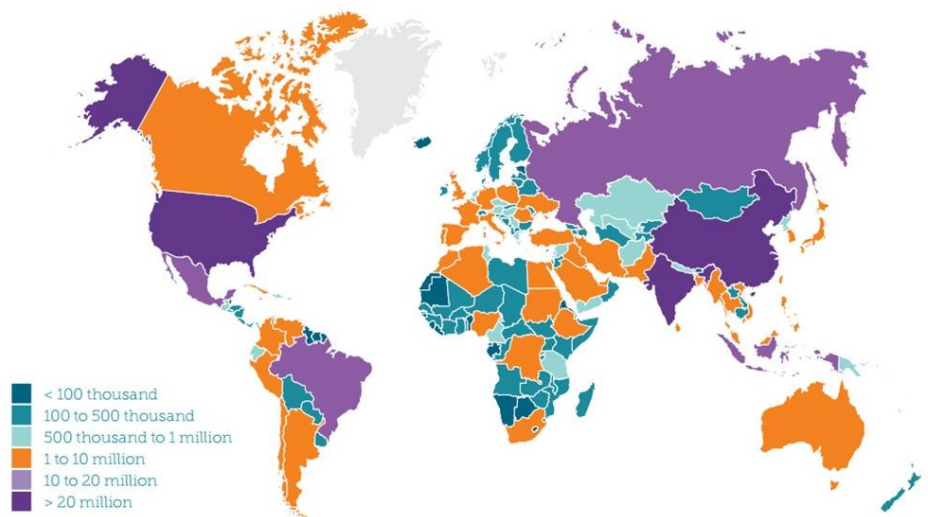 < 100 thousand
100 to 500 thousand
500 thousand to 1 million
1 to 10 million
10 to 20 million
> 20 million